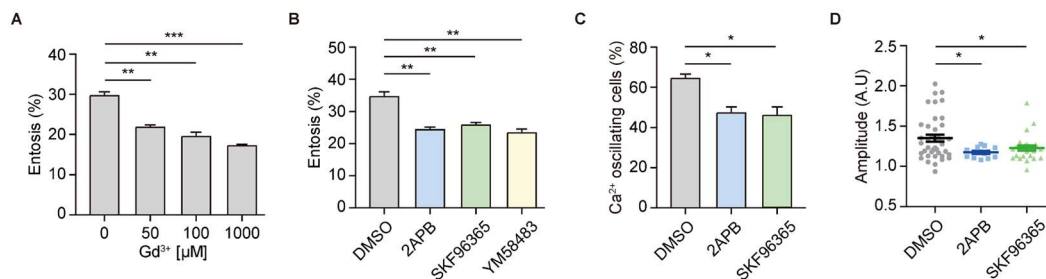 A
***
**
**
Entosis (%)
40
30
20
10
0
0 50 100 1000
Gd³⁺ [µM]
B
**
**
**
Entosis (%)
50
40
30
20
10
0
DMSO
2APB
SKF96365
YM58483
C
*
*
Ca²⁺ oscillating cells (%)
80
60
40
20
0
DMSO
2APB
SKF96365
D
*
*
Amplitude (A.U)
2.5
2.0
1.5
1.0
0.5
DMSO
2APB
SKF96365